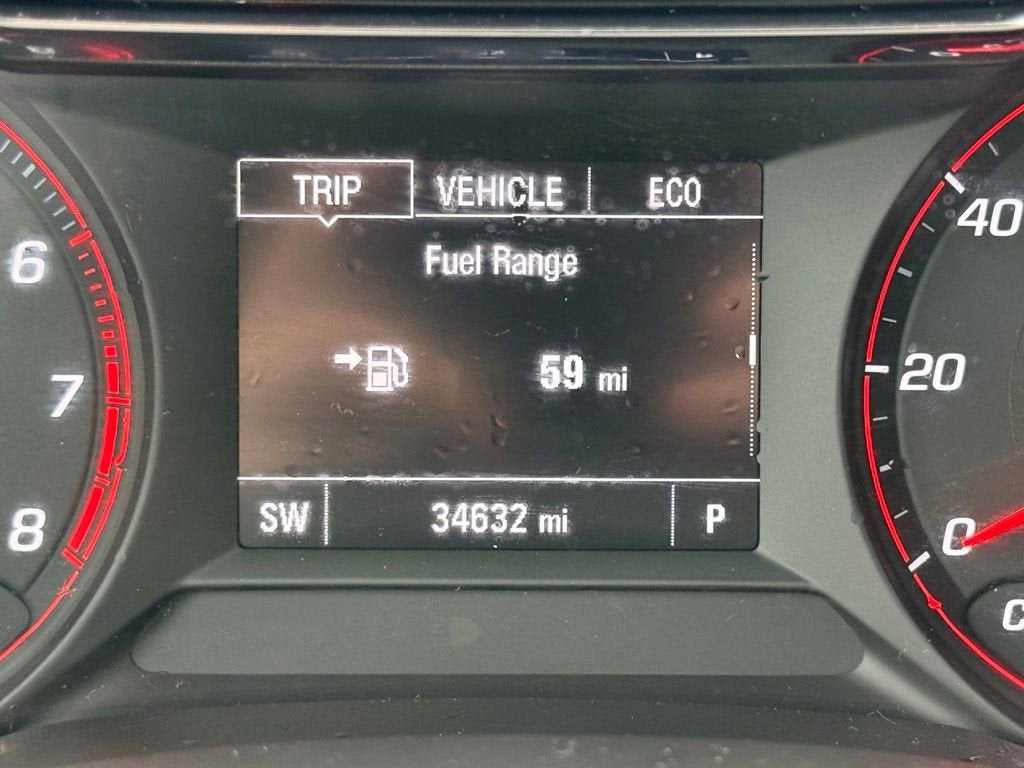 TRIP VEHICLE ECO
Fuel Range
59 mi
SW 34632 mi P
6
7
8
40
20
0
C